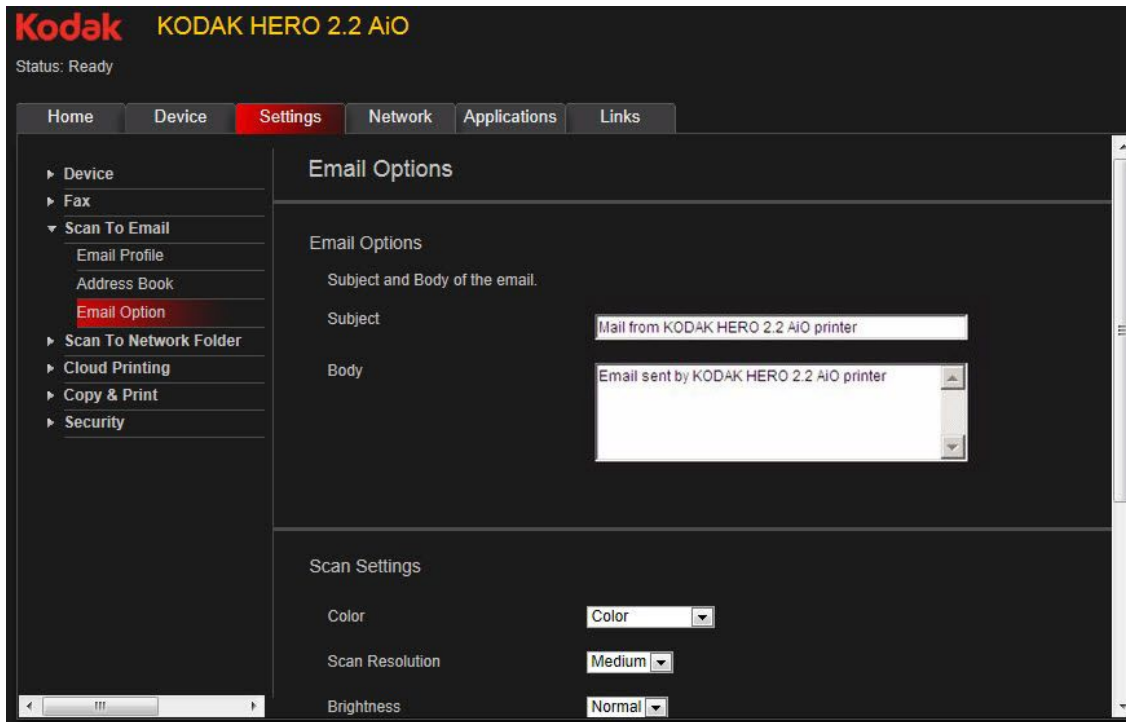 Kodak KODAK HERO 2.2 AiO
Status: Ready
Home Device Settings Network Applications Links
Device
Fax
Scan To Email
Email Profile
Address Book
Email Option
Scan To Network Folder
Cloud Printing
Copy & Print
Security
Email Options
Email Options
Subject and Body of the email.
Subject Mail from KODAK HERO 2.2 AiO printer
Body Email sent by KODAK HERO 2.2 AiO printer
Scan Settings
Color Color
Scan Resolution Medium
Brightness Normal